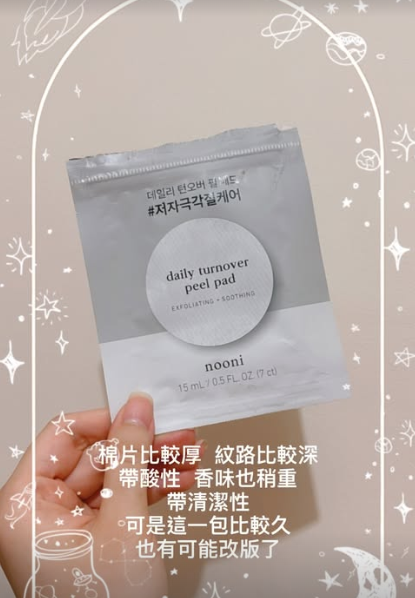 데일리 턴오버 필 패드
#저자극각질케어
daily turnover
peel pad
EXFOLIATING + SOOTHING
nooni
15 mL / 0.5 FL. OZ. (7 ct)
棉片比較厚 紋路比較深
帶酸性 香味也稍重
帶清潔性
可是這一包比較久
也有可能改版了